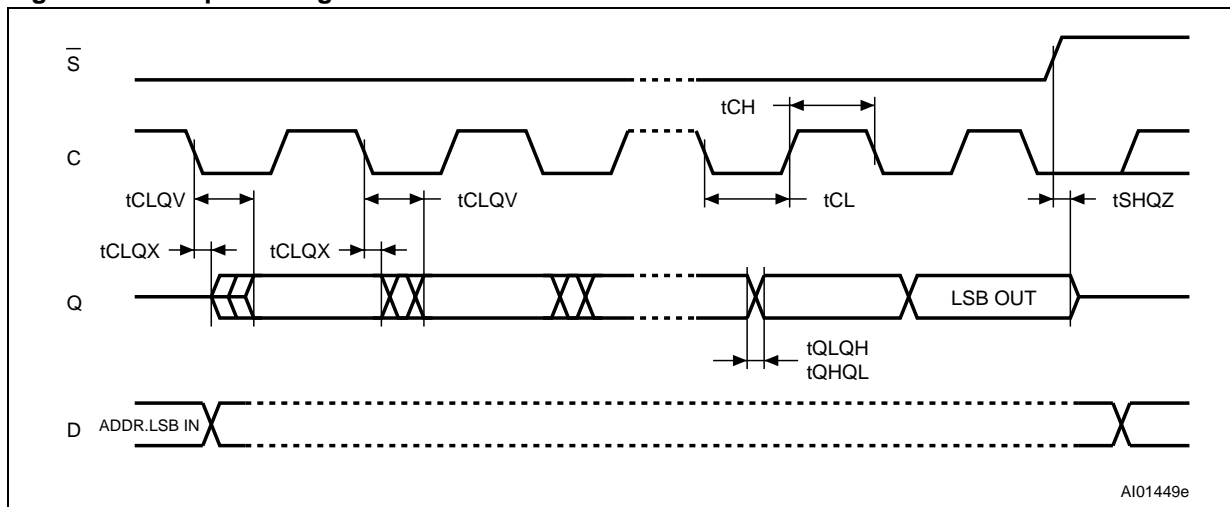 S
tCH
C
tCLQV
tCLQV
tCL
tSHQZ
tCLQX
tCLQX
Q
LSB OUT
tQLQH
tQHQL
D
ADDR.LSB IN
AI01449e